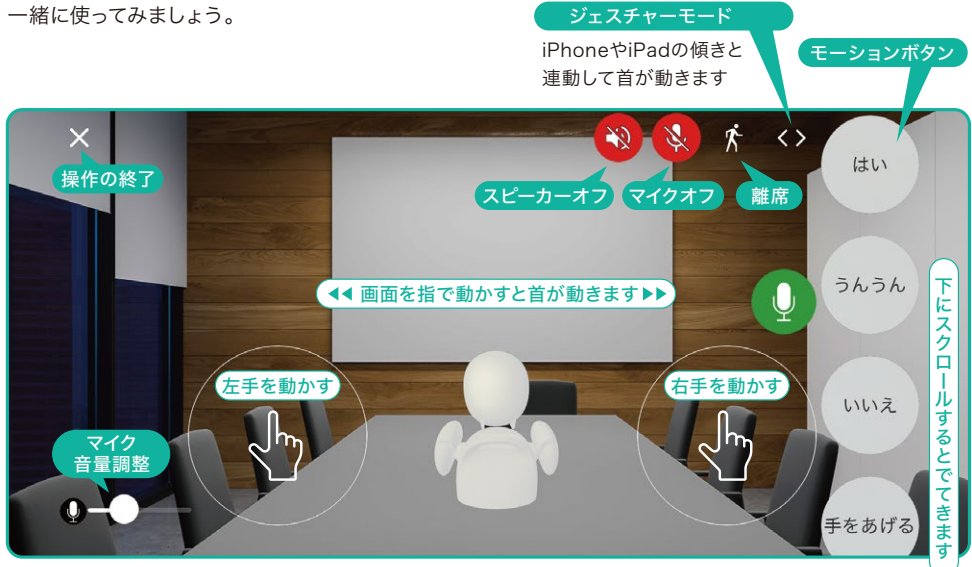 一緒に使ってみましょう。
ジェスチャーモード
iPhoneやiPadの傾きと
連動して首が動きます
モーションボタン
操作の終了
スピーカーオフ
マイクオフ
離席
はい
うんうん
いいえ
手をあげる
下にスクロールするとでてきます
◀◀ 画面を指で動かすと首が動きます ▶▶
左手を動かす
右手を動かす
マイク
音量調整